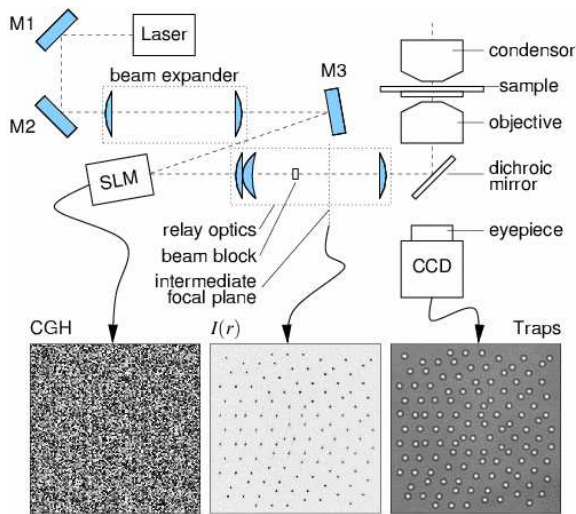 M1
Laser
condensor
beam expander
M3
sample
M2
objective
SLM
dichroic
mirror
relay optics
beam block
eyepiece
intermediate
focal plane
CCD
CGH
I(r)
Traps